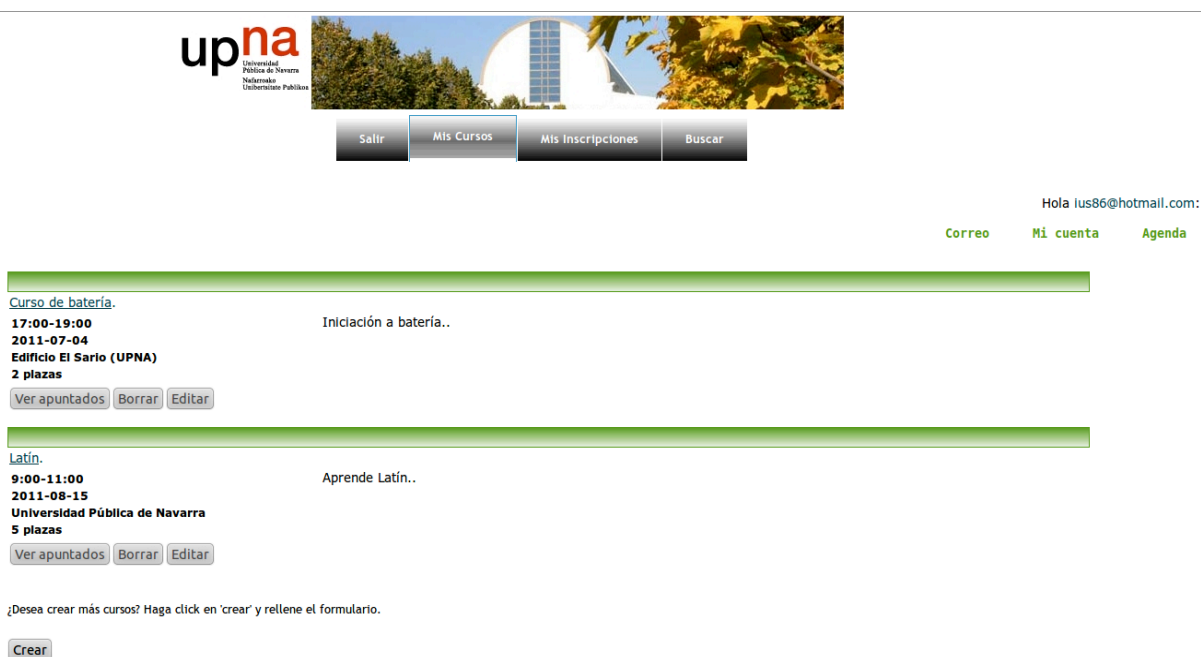 upna
Universidad
Pública de Navarra
Nafarroako
Unibertsitate Publikoa
Salir Mis Cursos Mis Inscripciones Buscar
Hola ius86@hotmail.com:
Correo Mi cuenta Agenda
Curso de batería.
17:00-19:00 Iniciación a batería..
2011-07-04
Edificio El Sario (UPNA)
2 plazas
Ver apuntados Borrar Editar
Latín.
9:00-11:00 Aprende Latín..
2011-08-15
Universidad Pública de Navarra
5 plazas
Ver apuntados Borrar Editar
¿Desea crear más cursos? Haga click en 'crear' y rellene el formulario.
Crear